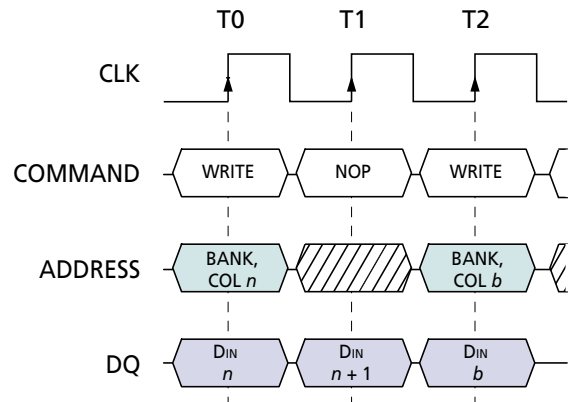 T0 T1 T2
CLK
COMMAND WRITE NOP WRITE
ADDRESS BANK, COL n BANK, COL b
DQ DIN n DIN n + 1 DIN b